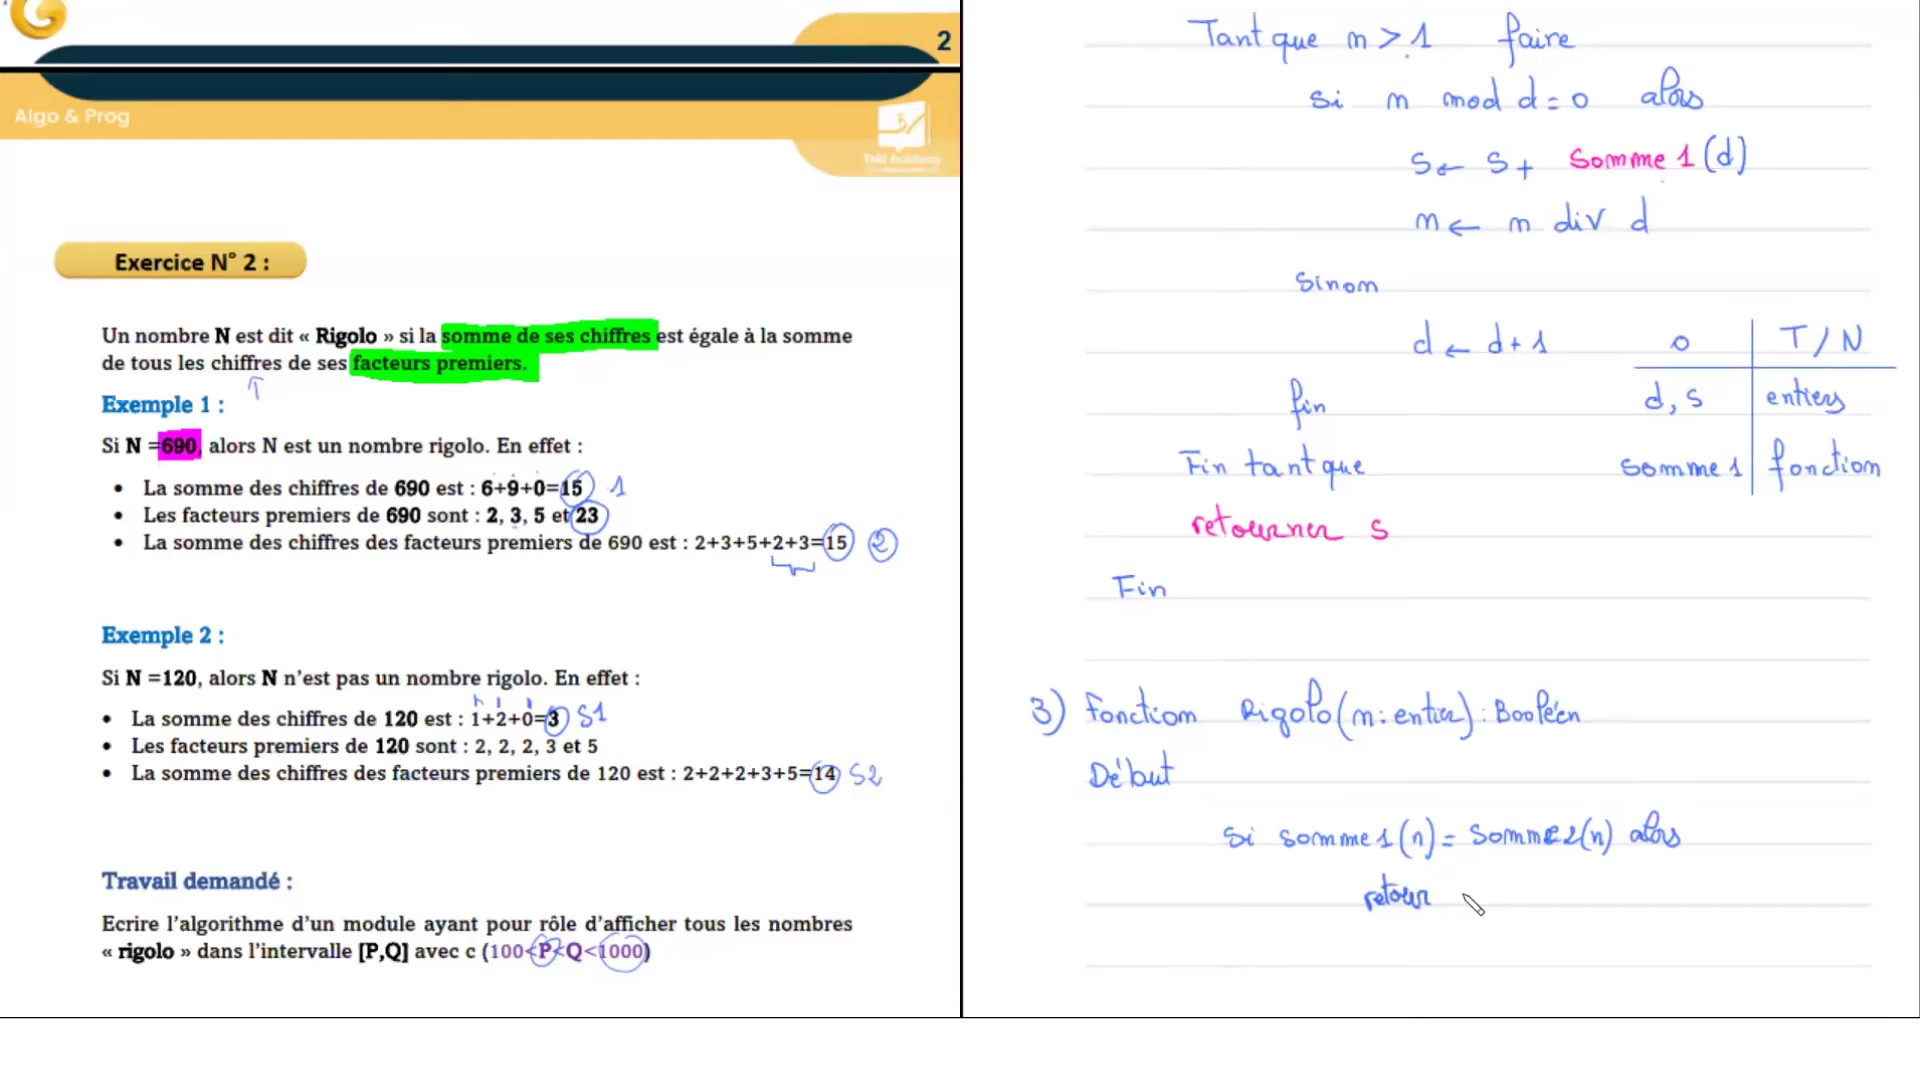 2
Algo & Prog
Taki Academy
Exercice N° 2 :
Un nombre N est dit « Rigolo » si la somme de ses chiffres est égale à la somme
de tous les chiffres de ses facteurs premiers.
Exemple 1 :
Si N =690, alors N est un nombre rigolo. En effet :
• La somme des chiffres de 690 est : 6+9+0=15 1
• Les facteurs premiers de 690 sont : 2, 3, 5 et 23
• La somme des chiffres des facteurs premiers de 690 est : 2+3+5+2+3=15 2
Exemple 2 :
Si N =120, alors N n'est pas un nombre rigolo. En effet :
• La somme des chiffres de 120 est : 1+2+0=3 S1
• Les facteurs premiers de 120 sont : 2, 2, 2, 3 et 5
• La somme des chiffres des facteurs premiers de 120 est : 2+2+2+3+5=14 S2
Travail demandé :
Ecrire l'algorithme d'un module ayant pour rôle d'afficher tous les nombres
« rigolo » dans l'intervalle [P,Q] avec c (100<P<Q<1000)
Tant que n > 1 faire
si n mod d = 0 alors
s ← s + somme 1 (d)
n ← n div d
sinon
d ← d + 1
fin
Fin tant que
retourner s
Fin
O T / N
d, s entiers
somme 1 fonction
3) Fonction Rigolo (n : entier) : Booléen
Début
Si somme 1 (n) = Somme 2 (n) alors
retour